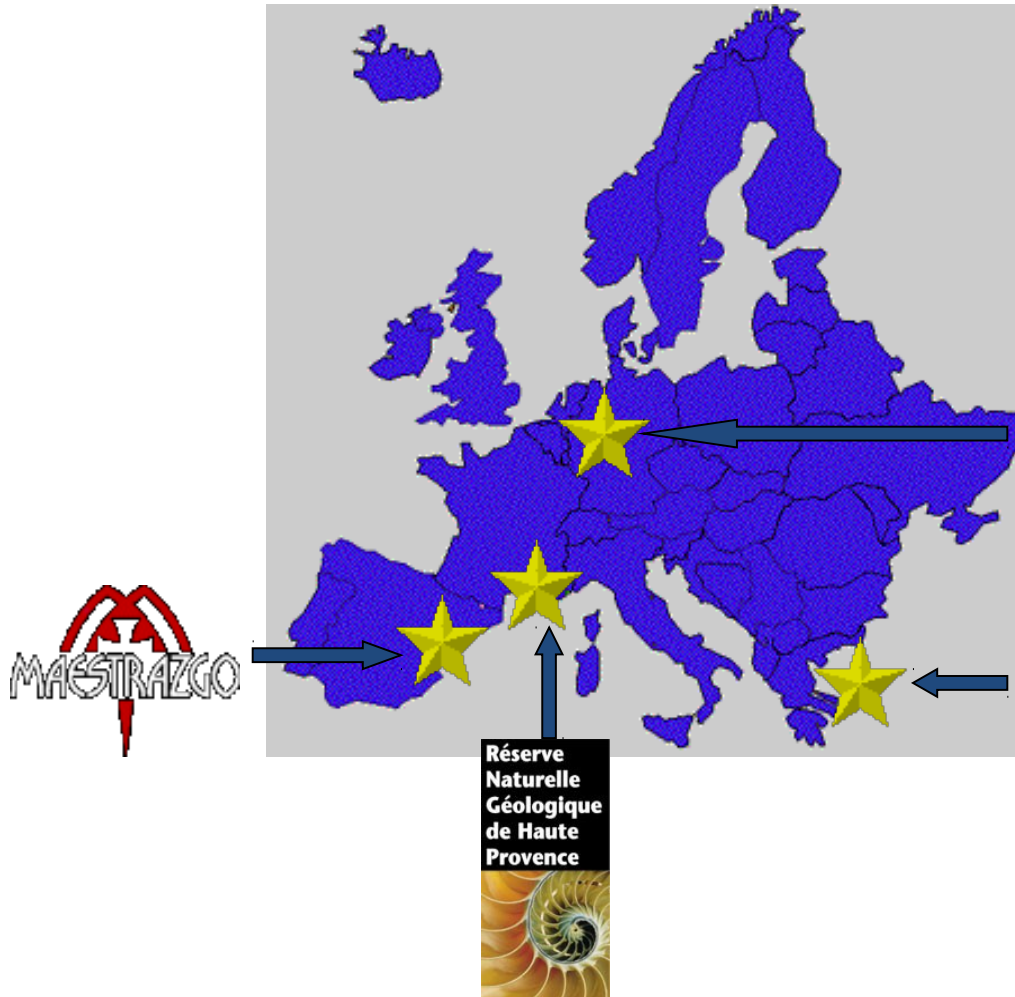 MAESTRAZGO
Réserve
Naturelle
Géologique
de Haute
Provence